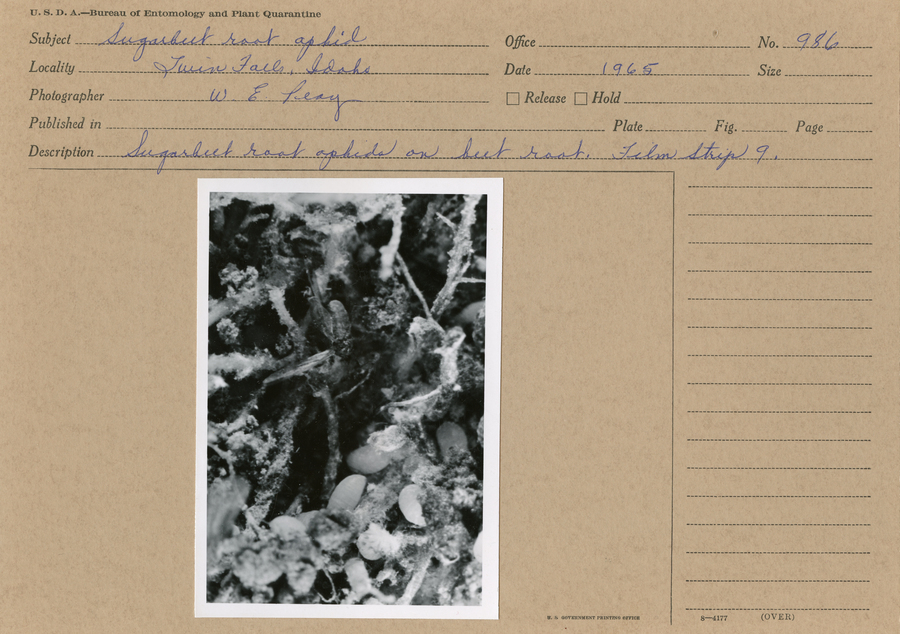 U. S. D. A.—Bureau of Entomology and Plant Quarantine
Subject Sugarbeet root aphid Office No. 986
Locality Twin Falls, Idaho Date 1965 Size
Photographer W E Peay Release Hold
Published in Plate Fig. Page
Description Sugarbeet root aphids on beet root. Film Strip 9.
U. S. GOVERNMENT PRINTING OFFICE 8—4177 (OVER)